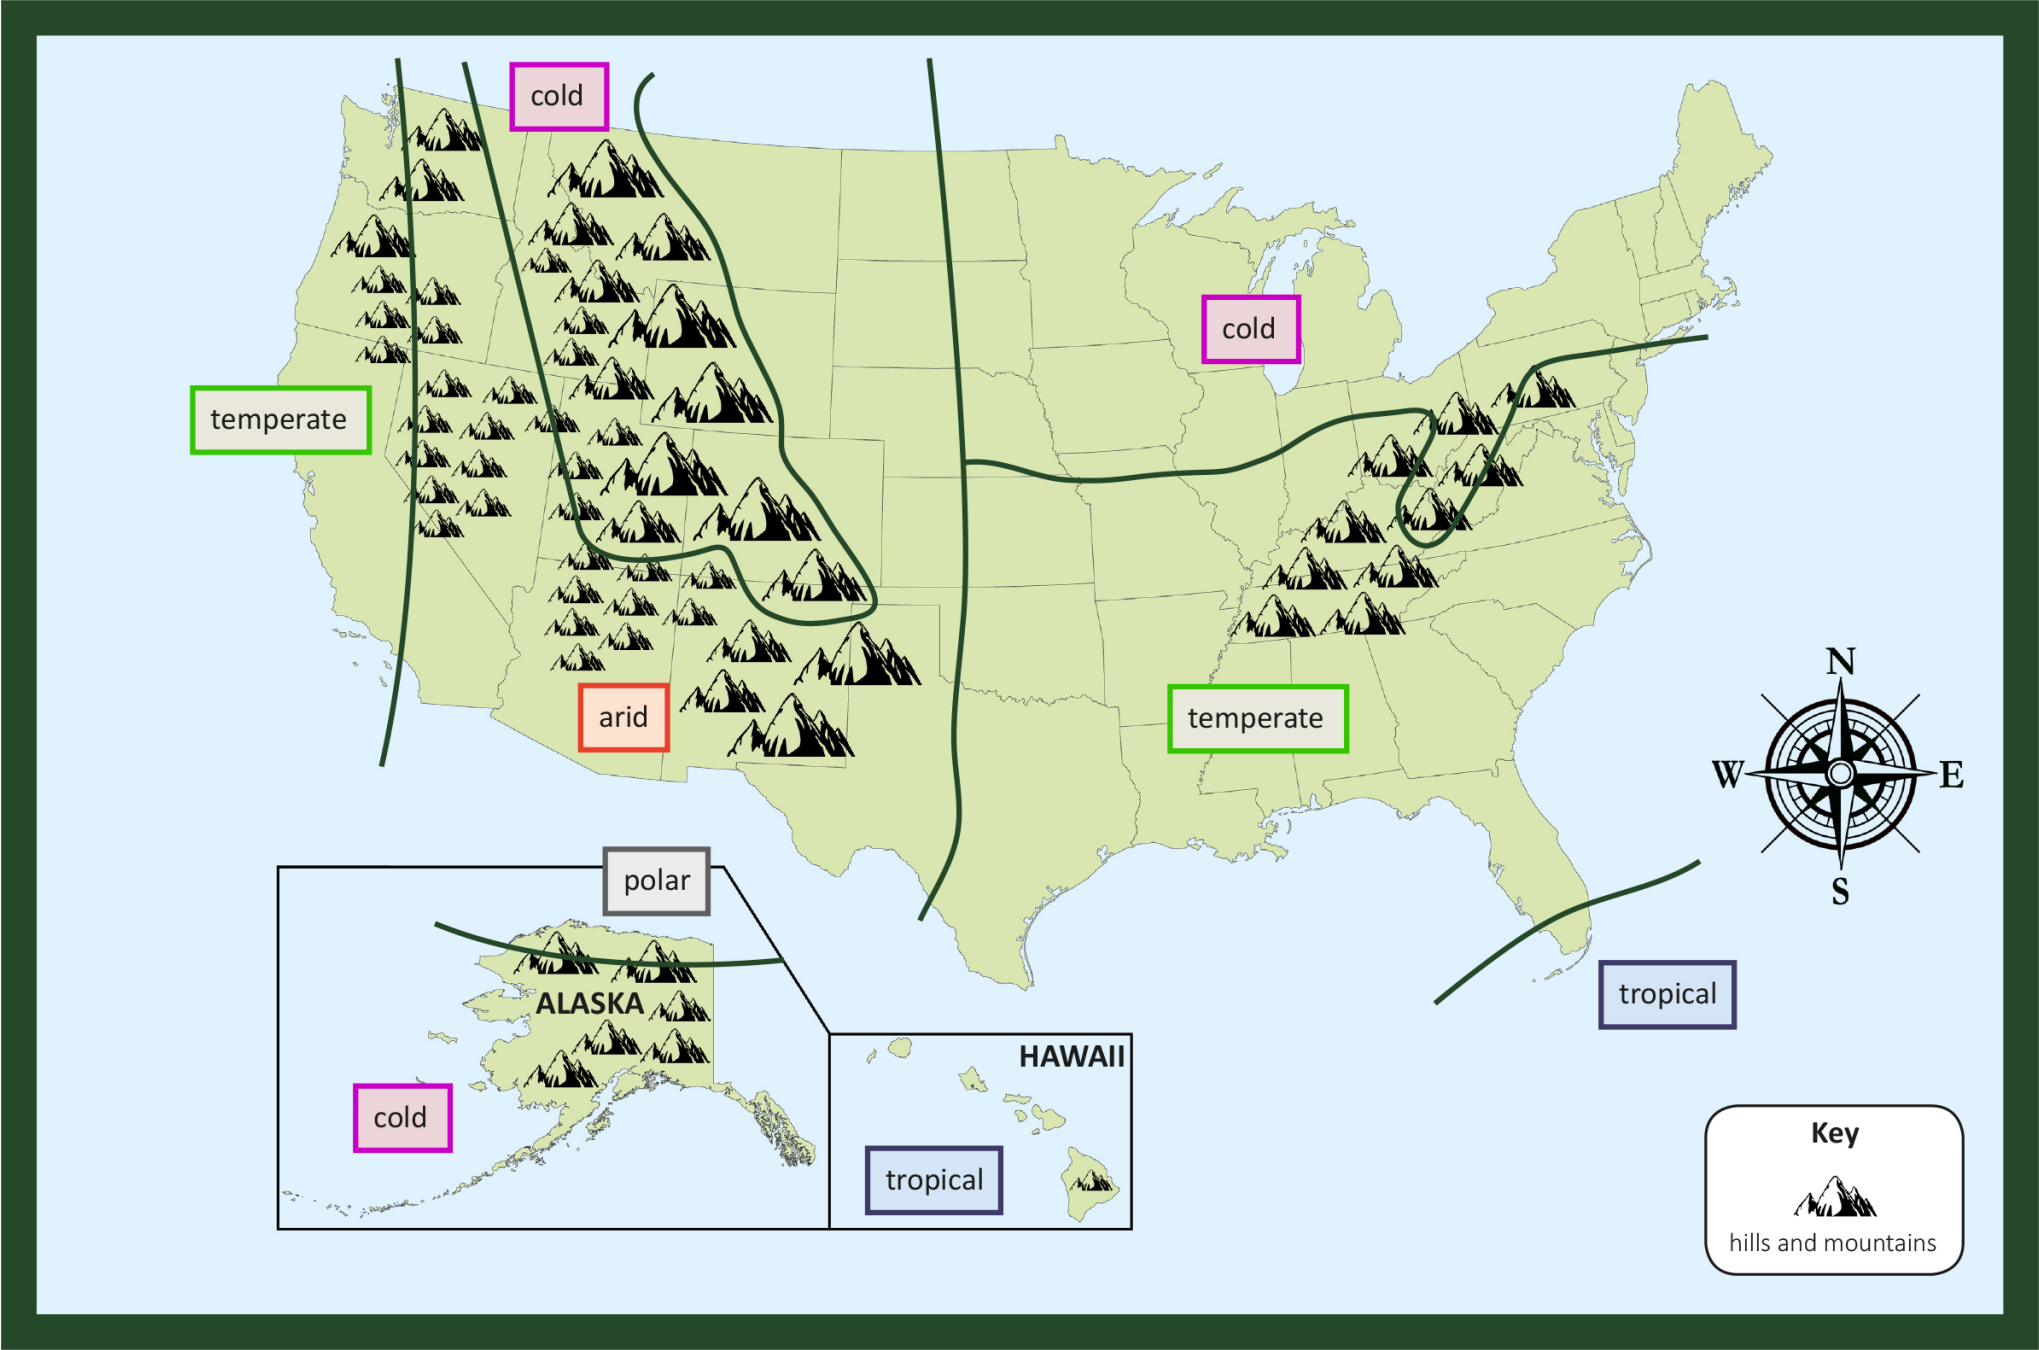 cold
temperate
cold
arid
temperate
N
W
E
S
polar
ALASKA
cold
HAWAII
tropical
tropical
Key
hills and mountains